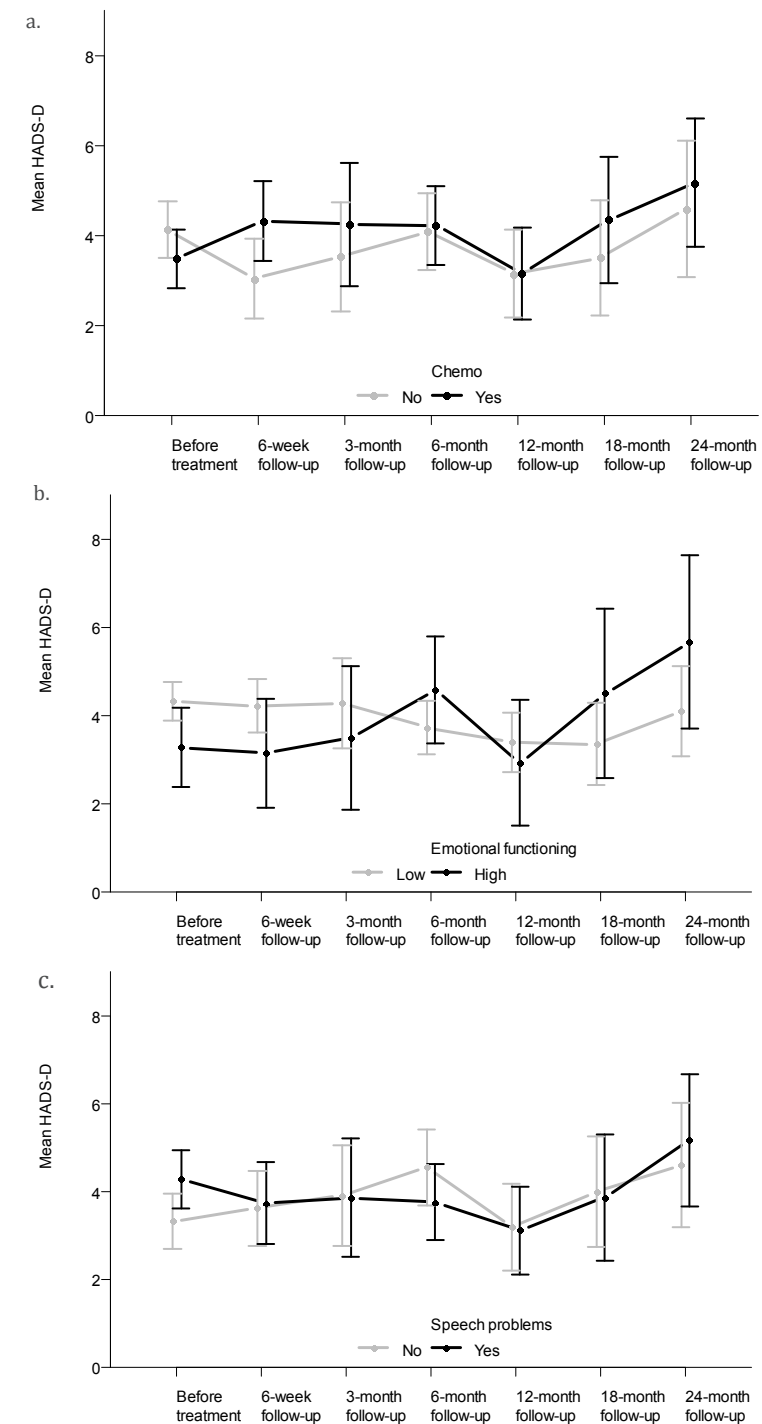 a.
Mean HADS-D
8
6
4
2
0
Chemo
No Yes
Before 6-week 3-month 6-month 12-month 18-month 24-month
treatment follow-up follow-up follow-up follow-up follow-up follow-up
b.
Mean HADS-D
8
6
4
2
0
Emotional functioning
Low High
Before 6-week 3-month 6-month 12-month 18-month 24-month
treatment follow-up follow-up follow-up follow-up follow-up follow-up
c.
Mean HADS-D
8
6
4
2
0
Speech problems
No Yes
Before 6-week 3-month 6-month 12-month 18-month 24-month
treatment follow-up follow-up follow-up follow-up follow-up follow-up